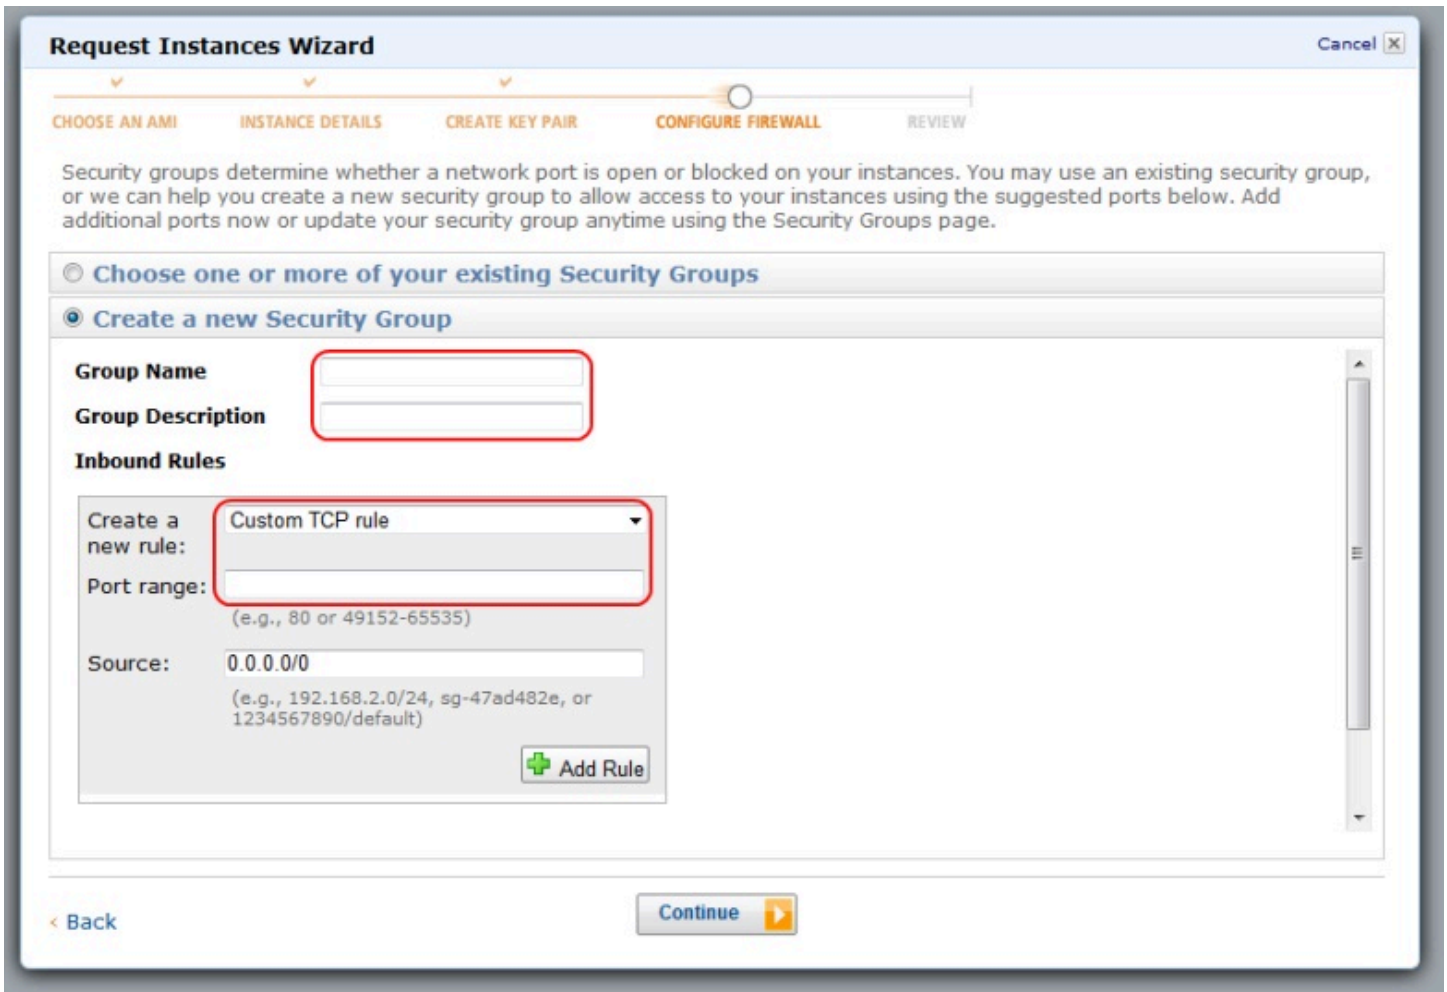 Request Instances Wizard
Cancel
CHOOSE AN AMI INSTANCE DETAILS CREATE KEY PAIR CONFIGURE FIREWALL REVIEW
Security groups determine whether a network port is open or blocked on your instances. You may use an existing security group,
or we can help you create a new security group to allow access to your instances using the suggested ports below. Add
additional ports now or update your security group anytime using the Security Groups page.
Choose one or more of your existing Security Groups
Create a new Security Group
Group Name
Group Description
Inbound Rules
Create a
new rule:
Custom TCP rule
Port range:
(e.g., 80 or 49152-65535)
Source: 0.0.0.0/0
(e.g., 192.168.2.0/24, sg-47ad482e, or
1234567890/default)
Add Rule
< Back
Continue